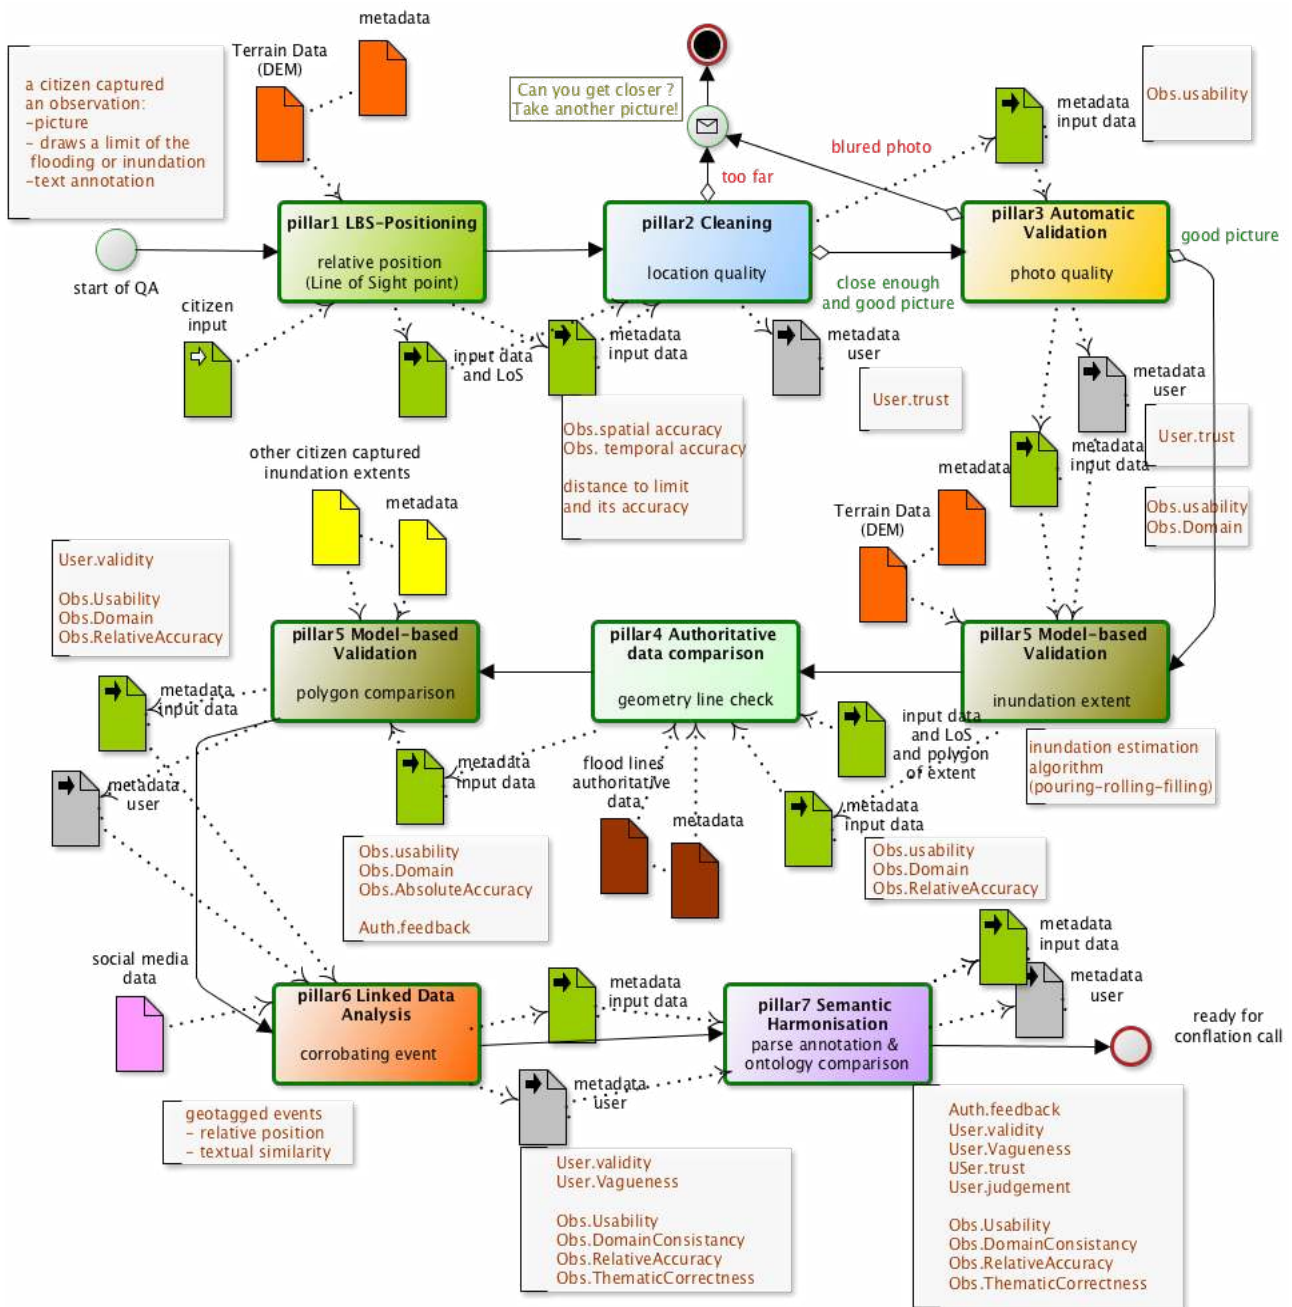 metadata
Terrain Data
(DEM)
a citizen captured
an observation:
-picture
- draws a limit of the
flooding or inundation
-text annotation
Can you get closer ?
Take another picture!
metadata
input data
Obs.usability
blured photo
too far
pillar1 LBS-Positioning
relative position
(Line of Sight point)
pillar2 Cleaning
location quality
pillar3 Automatic
Validation
photo quality
good picture
start of QA
close enough
and good picture
citizen
input
input data
and LoS
metadata
input data
metadata
user
metadata
user
User.trust
Obs.spatial accuracy
Obs. temporal accuracy
distance to limit
and its accuracy
User.trust
other citizen captured
inundation extents
metadata
metadata
metadata
input data
Terrain Data
(DEM)
Obs.usability
Obs.Domain
User.validity
Obs.Usability
Obs.Domain
Obs.RelativeAccuracy
pillar5 Model-based
Validation
polygon comparison
pillar4 Authoritative
data comparison
geometry line check
pillar5 Model-based
Validation
inundation extent
metadata
input data
metadata
user
metadata
input data
flood lines
authoritative
data
metadata
input data
and LoS
and polygon
of extent
metadata
input data
inundation estimation
algorithm
(pouring-rolling-filling)
Obs.usability
Obs.Domain
Obs.AbsoluteAccuracy
Auth.feedback
Obs.usability
Obs.Domain
Obs.RelativeAccuracy
social media
data
pillar6 Linked Data
Analysis
corrobating event
metadata
input data
pillar7 Semantic
Harmonisation
parse annotation &
ontology comparison
metadata
input data
metadata
user
ready for
conflation call
metadata
user
geotagged events
- relative position
- textual similarity
User.validity
User.Vagueness
Obs.Usability
Obs.DomainConsistancy
Obs.RelativeAccuracy
Obs.ThematicCorrectness
Auth.feedback
User.validity
User.Vagueness
USer.trust
User.judgement
Obs.Usability
Obs.DomainConsistancy
Obs.RelativeAccuracy
Obs.ThematicCorrectness